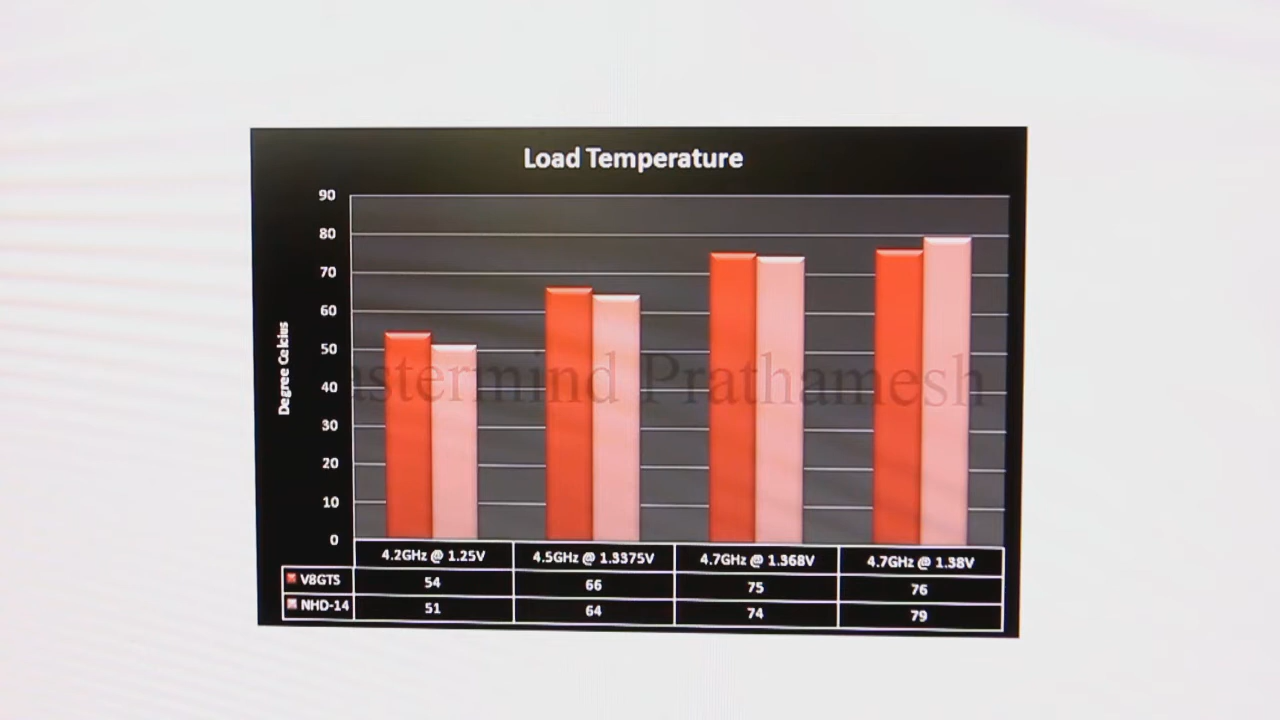 Load Temperature
90
80
70
60
50
40
30
20
10
0
Degree Celcius
astermind Prathamesh
4.2GHz @ 1.25V 4.5GHz @ 1.3375V 4.7GHz @ 1.368V 4.7GHz @ 1.38V
V8GTS 54 66 75 76
NHD-14 51 64 74 79